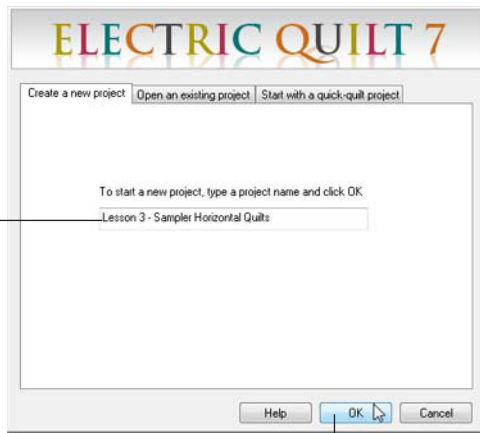 ELECTRIC QUILT 7
Create a new project Open an existing project Start with a quick-quilt project
To start a new project, type a project name and click OK
Lesson 3 - Sampler Horizontal Quilts
Help OK Cancel